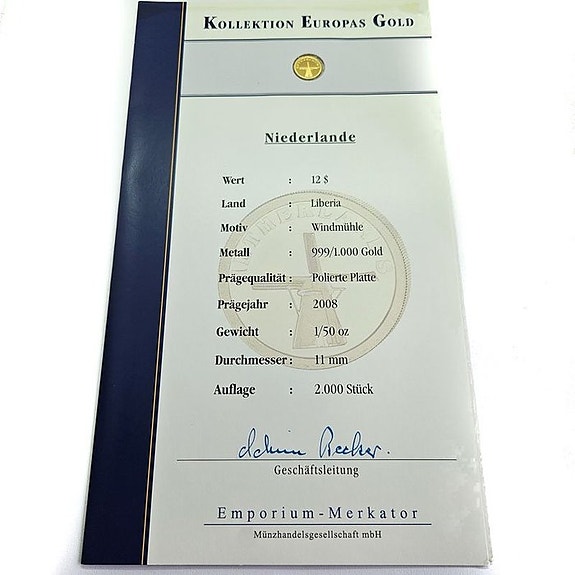 Kollektion Europas Gold
Niederlande
Wert : 12 $
Land : Liberia
Motiv : Windmühle
Metall : 999/1.000 Gold
Prägequalität : Polierte Platte
Prägejahr : 2008
Gewicht : 1/50 oz
Durchmesser : 11 mm
Auflage : 2.000 Stück
Geschäftsleitung
Emporium-Merkator
Münzhandelsgesellschaft mbH